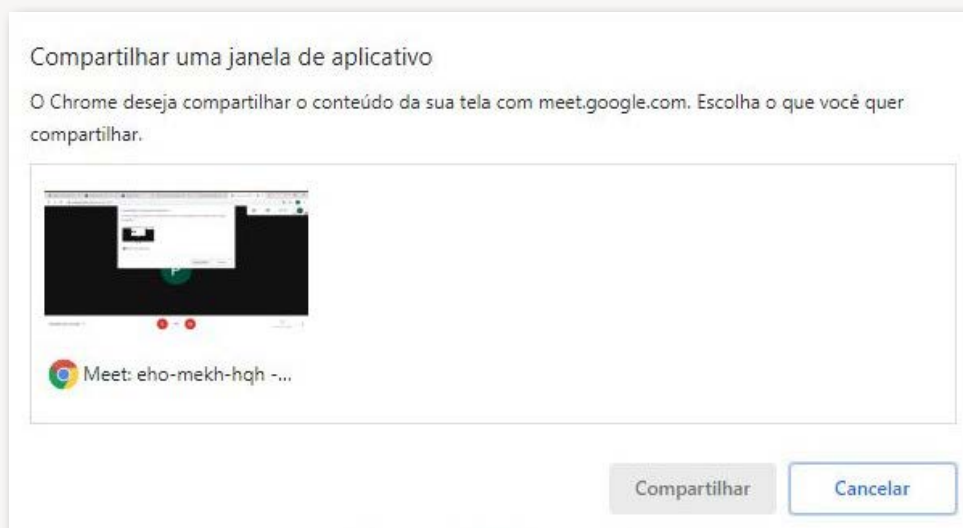 Compartilhar uma janela de aplicativo
O Chrome deseja compartilhar o conteúdo da sua tela com meet.google.com. Escolha o que você quer
compartilhar.
P
Meet: eho-mekh-hqh -...
Compartilhar
Cancelar